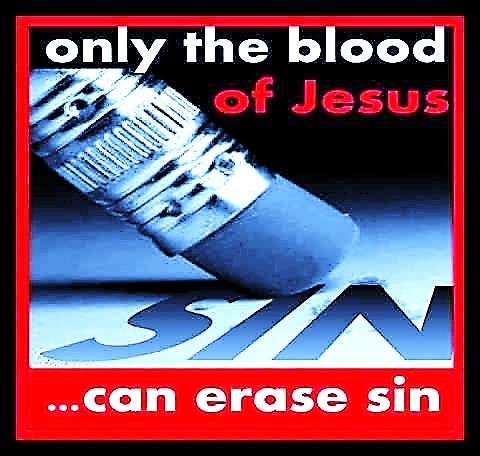 only the blood
of Jesus
SIN
...can erase sin